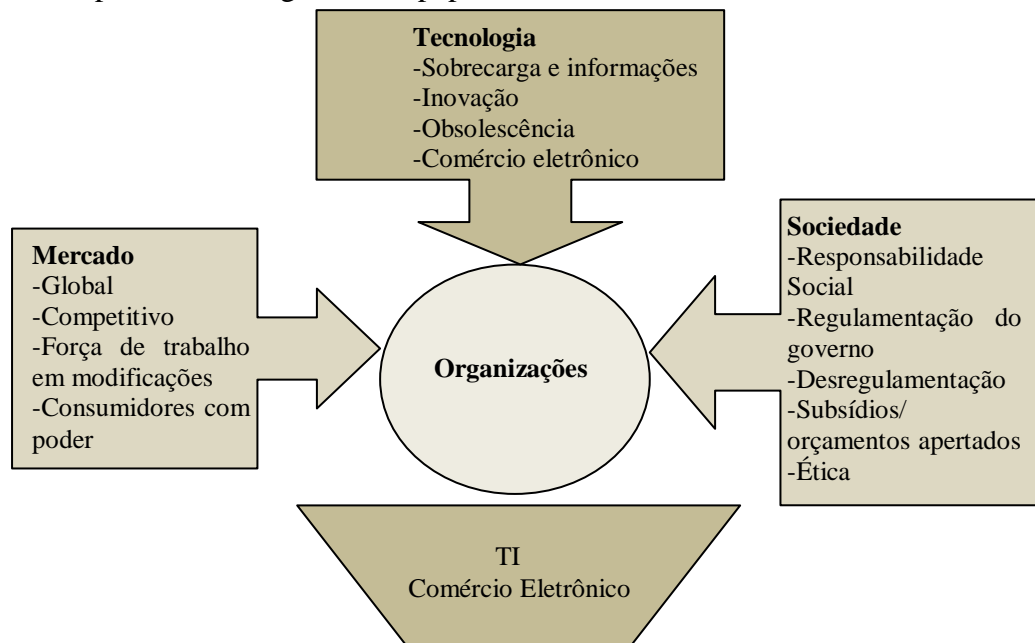 Tecnologia
-Sobrecarga e informações
-Inovação
-Obsolescência
-Comércio eletrônico
Mercado
-Global
-Competitivo
-Força de trabalho
em modificações
-Consumidores com
poder
Organizações
Sociedade
-Responsabilidade
Social
-Regulamentação do
governo
-Desregulamentação
-Subsídios/
orçamentos apertados
-Ética
TI
Comércio Eletrônico